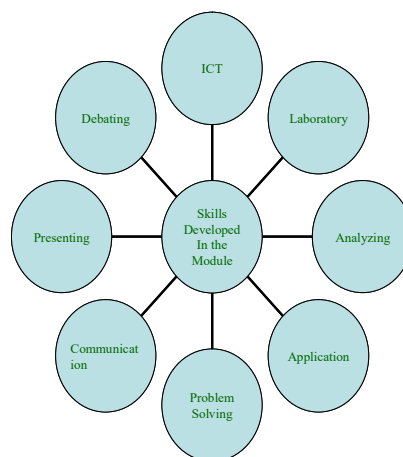 ICT
Debating
Laboratory
Skills
Developed
In the
Module
Presenting
Analyzing
Communicat
ion
Application
Problem
Solving